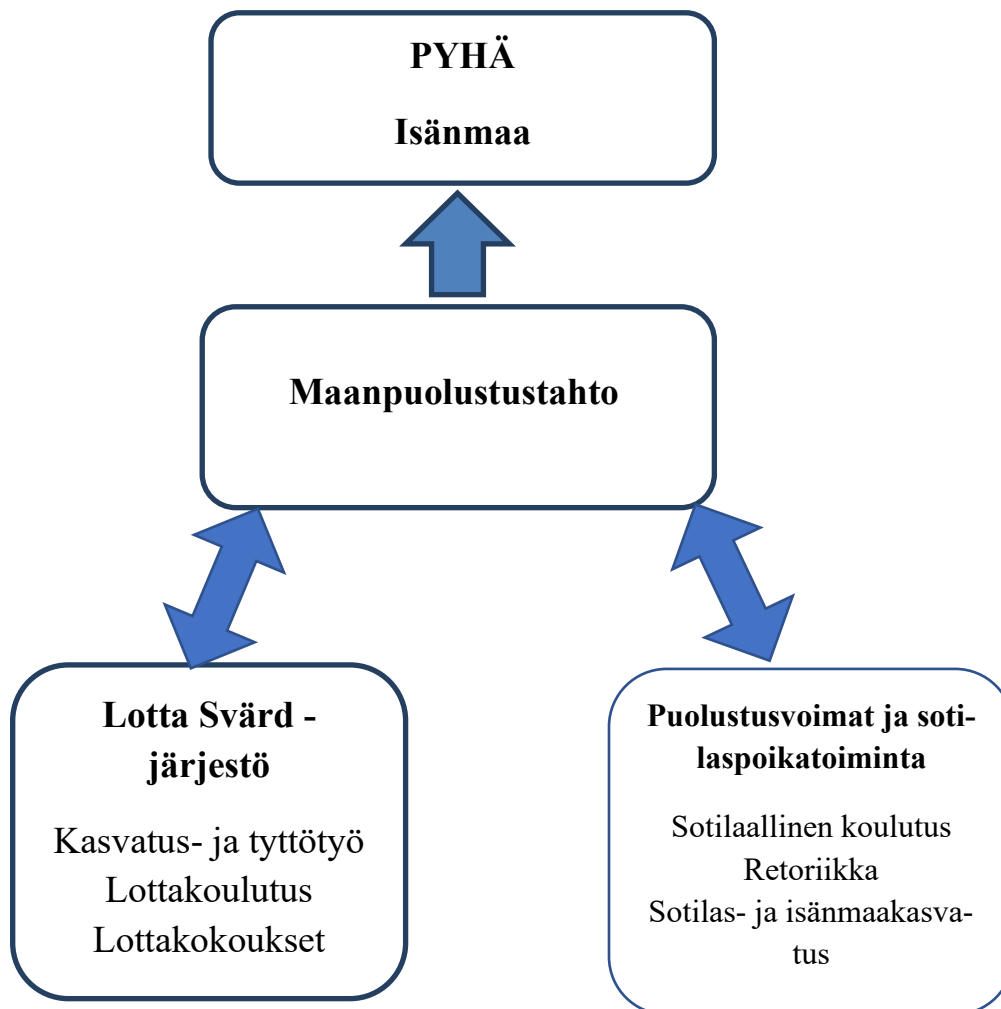 PYHÄ
Isänmaa
Maanpuolustustahto
Lotta Svärd -
järjestö
Kasvatus- ja tyttötyö
Lottakoulutus
Lottakokoukset
Puolustusvoimat ja soti-
laspoikatoiminta
Sotilaallinen koulutus
Retoriikka
Sotilas- ja isänmaakasva-
tus